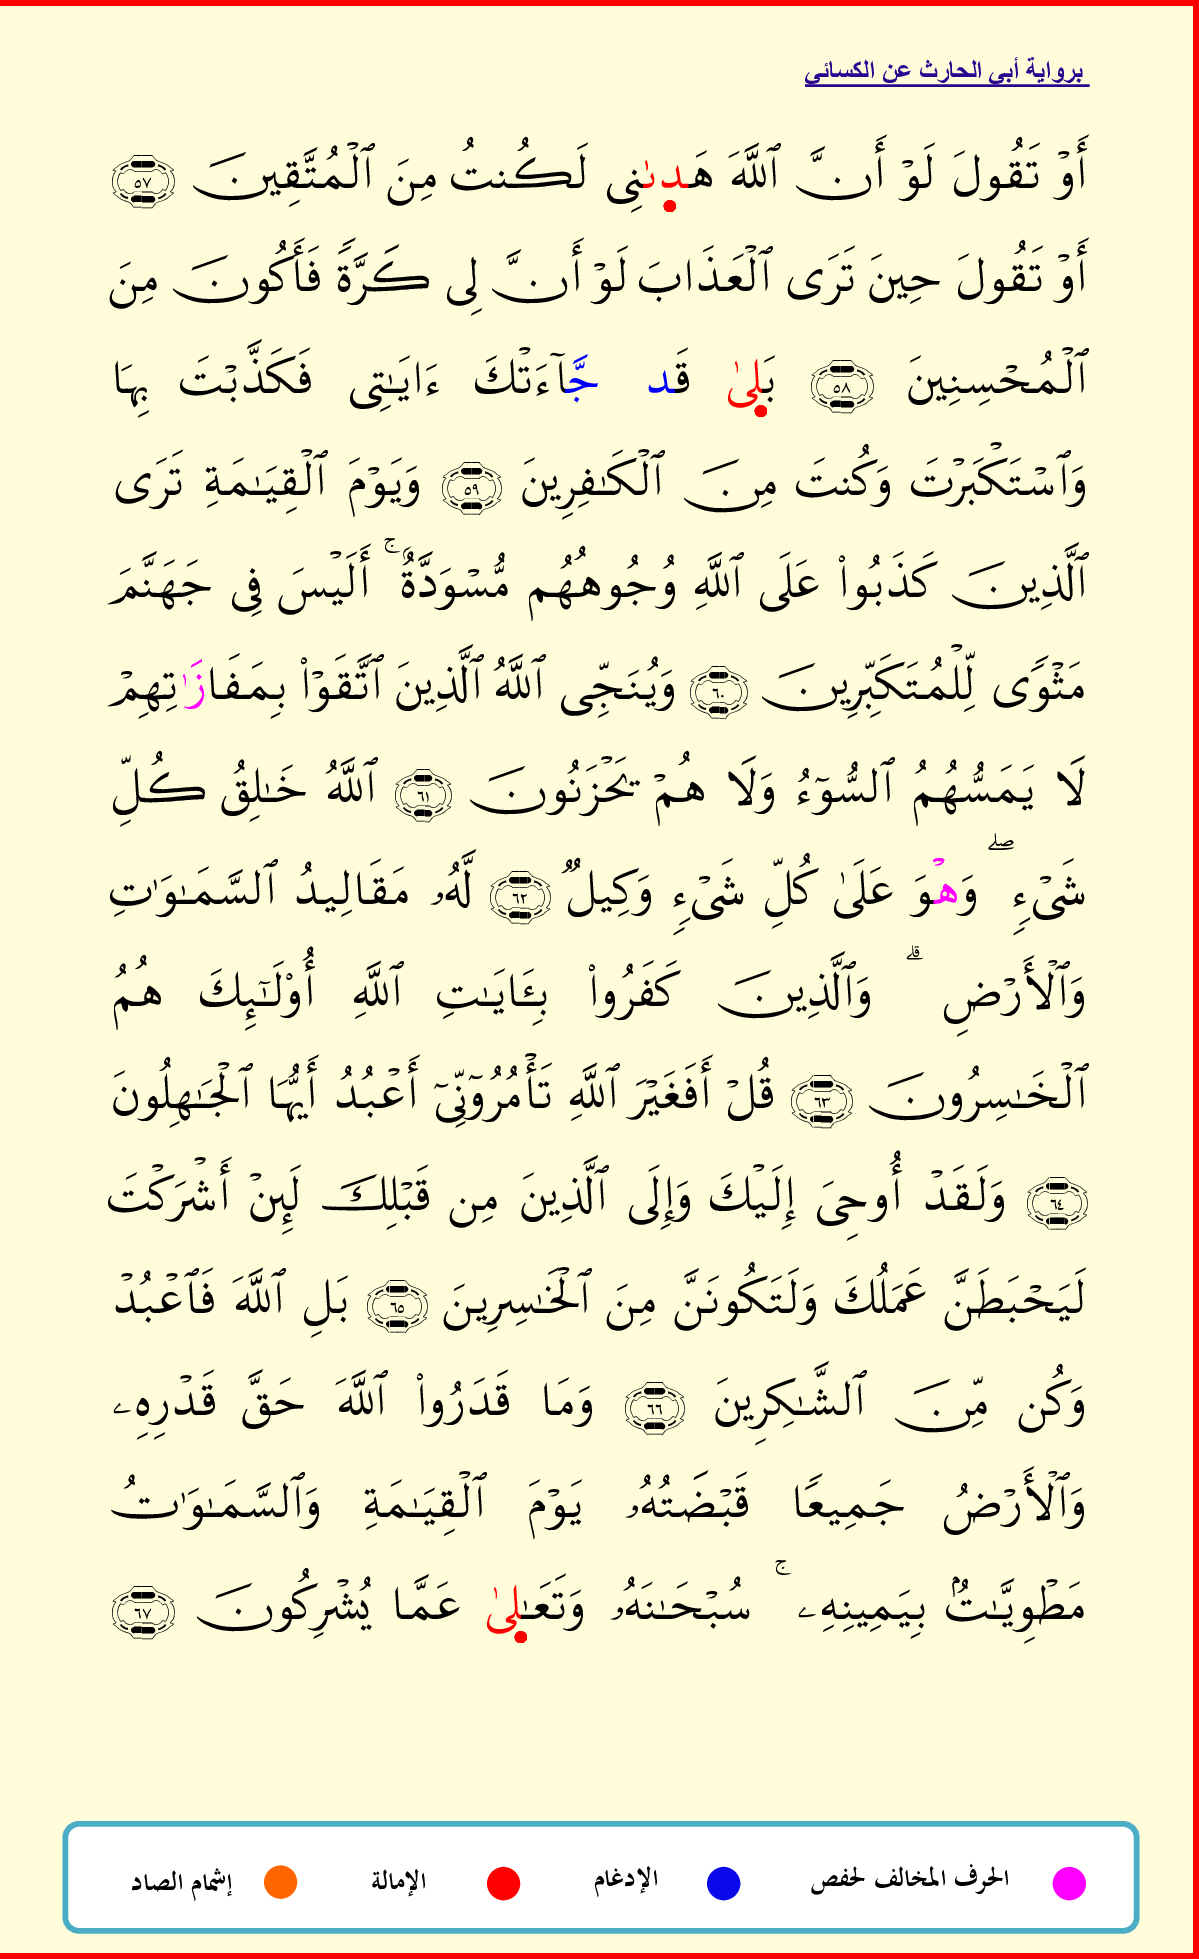 برواية أبي الحارث عن الكسائي
أَوۡ تَقُولَ لَوۡ أَنَّ ٱللَّهَ هَدىٰنِي لَكُنتُ مِنَ ٱلۡمُتَّقِينَ ٥٧
أَوۡ تَقُولَ حِينَ تَرَى ٱلۡعَذَابَ لَوۡ أَنَّ لِي كَرَّةٗ فَأَكُونَ مِنَ
ٱلۡمُحۡسِنِينَ ٥٨ بَلىٰ قَد جَّآءَتۡكَ ءَايَٰتِي فَكَذَّبۡتَ بِهَا
وَٱسۡتَكۡبَرۡتَ وَكُنتَ مِنَ ٱلۡكَٰفِرِينَ ٥٩ وَيَوۡمَ ٱلۡقِيَٰمَةِ تَرَى
ٱلَّذِينَ كَذَبُواْ عَلَى ٱللَّهِ وُجُوهُهُم مُّسۡوَدَّةٌۚ أَلَيۡسَ فِي جَهَنَّمَ
مَثۡوٗى لِّلۡمُتَكَبِّرِينَ ٦٠ وَيُنَجِّي ٱللَّهُ ٱلَّذِينَ ٱتَّقَوۡاْ بِمَفَازَٰتِهِمۡ
لَا يَمَسُّهُمُ ٱلسُّوٓءُ وَلَا هُمۡ يَحۡزَنُونَ ٦١ ٱللَّهُ خَٰلِقُ كُلِّ
شَيۡءٖۖ وَهۡوَ عَلَىٰ كُلِّ شَيۡءٖ وَكِيلٞ ٦٢ لَّهُۥ مَقَالِيدُ ٱلسَّمَٰوَٰتِ
وَٱلۡأَرۡضِۗ وَٱلَّذِينَ كَفَرُواْ بِـَٔايَٰتِ ٱللَّهِ أُوْلَٰٓئِكَ هُمُ
ٱلۡخَٰسِرُونَ ٦٣ قُلۡ أَفَغَيۡرَ ٱللَّهِ تَأۡمُرُوٓنِّيٓ أَعۡبُدُ أَيُّهَا ٱلۡجَٰهِلُونَ
٦٤ وَلَقَدۡ أُوحِيَ إِلَيۡكَ وَإِلَى ٱلَّذِينَ مِن قَبۡلِكَ لَئِنۡ أَشۡرَكۡتَ
لَيَحۡبَطَنَّ عَمَلُكَ وَلَتَكُونَنَّ مِنَ ٱلۡخَٰسِرِينَ ٦٥ بَلِ ٱللَّهَ فَٱعۡبُدۡ
وَكُن مِّنَ ٱلشَّٰكِرِينَ ٦٦ وَمَا قَدَرُواْ ٱللَّهَ حَقَّ قَدۡرِهِۦ
وَٱلۡأَرۡضُ جَمِيعٗا قَبۡضَتُهُۥ يَوۡمَ ٱلۡقِيَٰمَةِ وَٱلسَّمَٰوَٰتُ
مَطۡوِيَّٰتُۢ بِيَمِينِهِۦۚ سُبۡحَٰنَهُۥ وَتَعَٰلىٰ عَمَّا يُشۡرِكُونَ ٦٧
الحرف المخالف لحفص الإدغام الإمالة إشمام الصاد